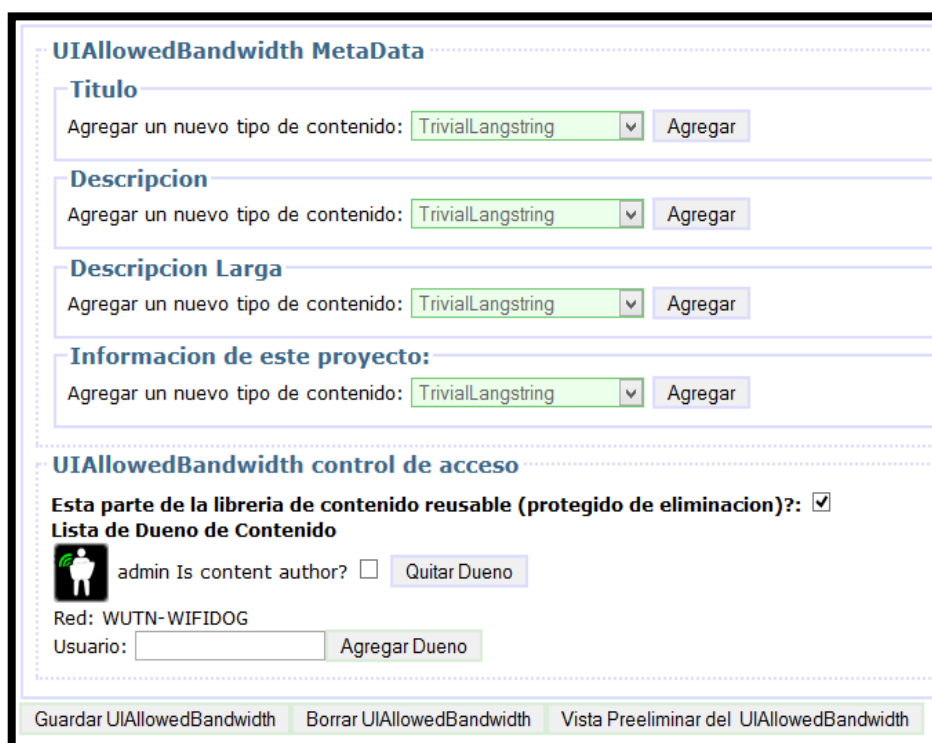 UIAllowedBandwidth MetaData
Titulo
Agregar un nuevo tipo de contenido: TrivialLangstring Agregar
Descripcion
Agregar un nuevo tipo de contenido: TrivialLangstring Agregar
Descripcion Larga
Agregar un nuevo tipo de contenido: TrivialLangstring Agregar
Informacion de este proyecto:
Agregar un nuevo tipo de contenido: TrivialLangstring Agregar
UIAllowedBandwidth control de acceso
Esta parte de la libreria de contenido reusable (protegido de eliminacion)?:
Lista de Dueno de Contenido
admin Is content author? Quitar Dueno
Red: WUTN-WIFIDOG
Usuario: Agregar Dueno
Guardar UIAllowedBandwidth Borrar UIAllowedBandwidth Vista Preeliminar del UIAllowedBandwidth